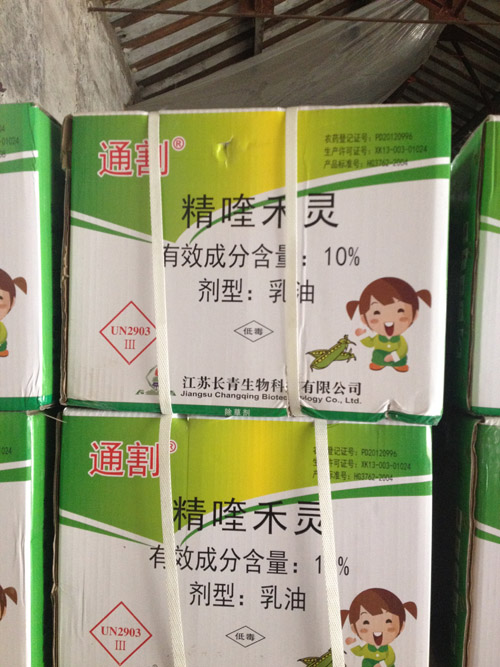 通割®
农药登记证号：PD20120996
生产许可证号：XK13-003-01024
产品标准号：HG3762-2004
精喹禾灵
有效成分含量：10%
剂型：乳油
UN2903
III
低毒
江苏长青生物科技有限公司
Jiangsu Changqing Biotechnology Co., Ltd.
除草剂
通割®
农药登记证号：PD20120996
生产许可证号：XK13-003-01024
产品标准号：HG3762-2004
精喹禾灵
有效成分含量：1%
剂型：乳油
UN2903
III
低毒